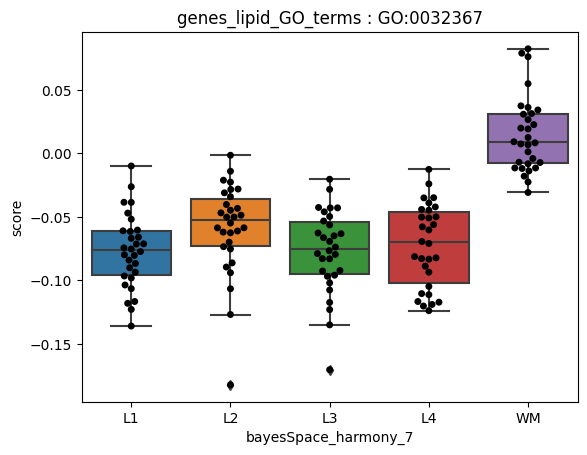 genes_lipid_GO_terms : GO:0032367
0.05
0.00
−0.05
−0.10
−0.15
score
L1 L2 L3 L4 WM
bayesSpace_harmony_7